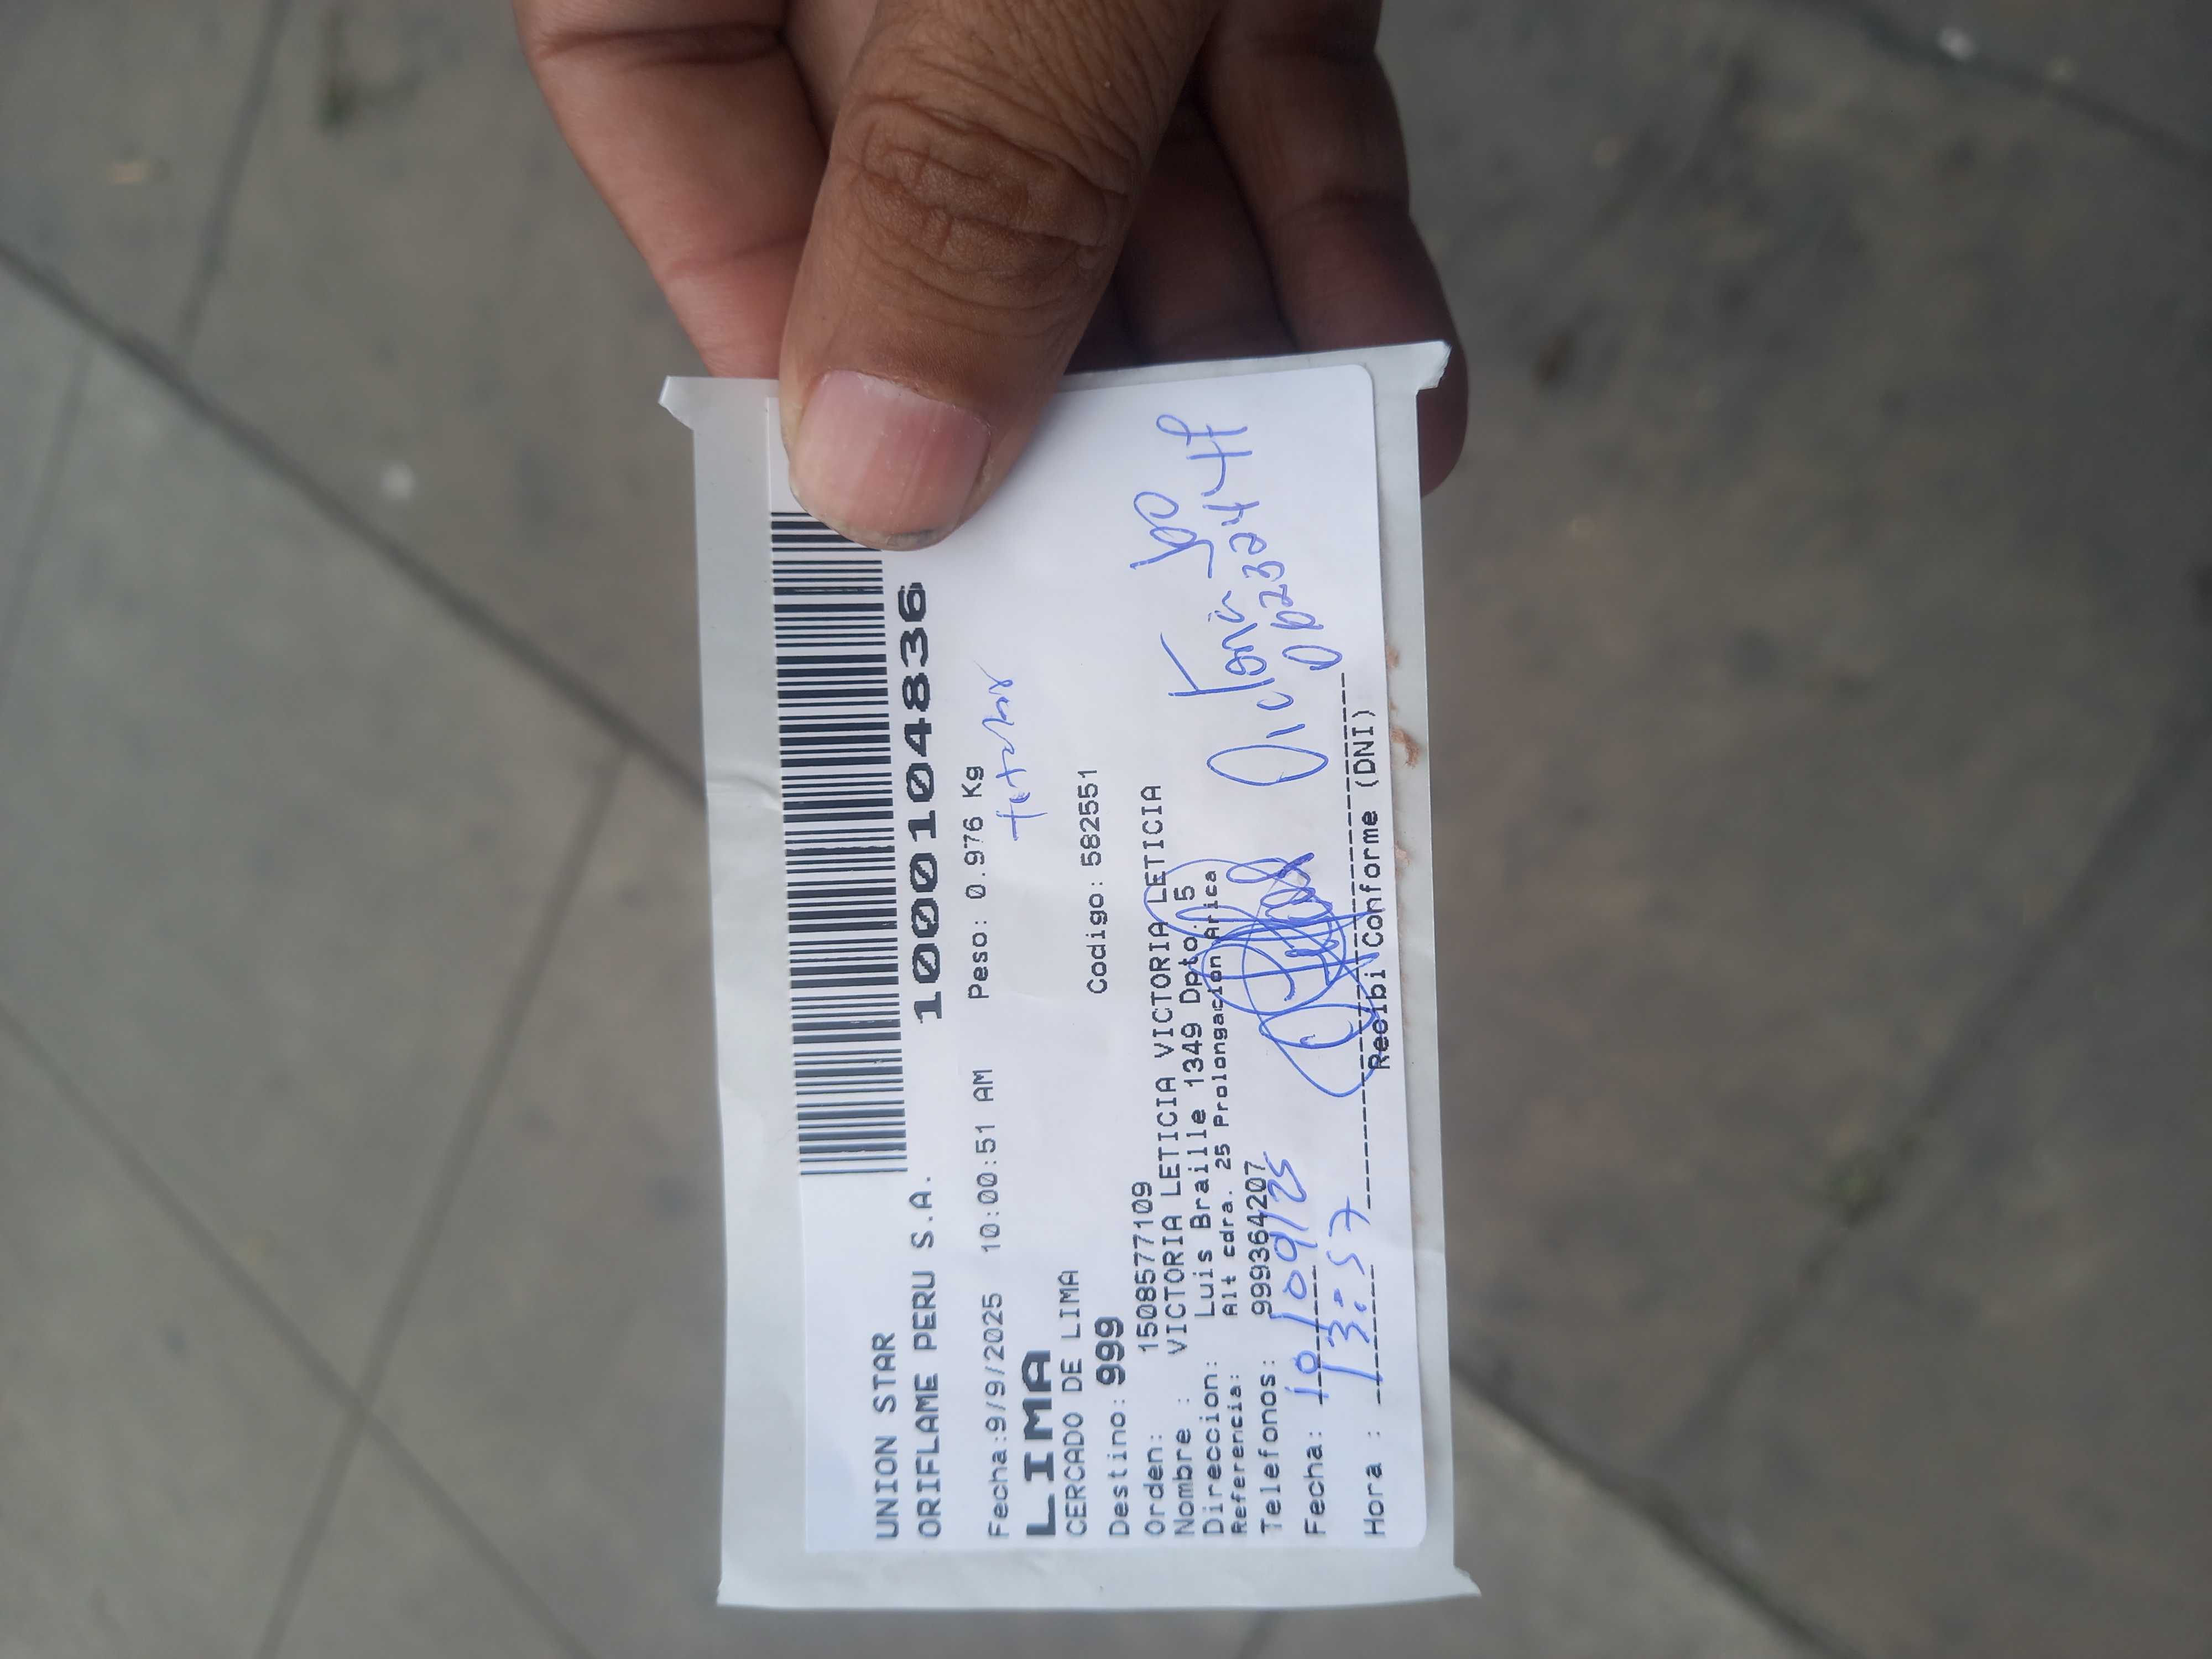 UNION STAR
ORIFLAME PERU S.A.
1000104836
Fecha:9/9/2025 10:00:51 AM Peso: 0.976 Kg
LIMA
CERCADO DE LIMA
Codigo: 582551
Destino: 999
Orden: 1508577109
Nombre : VICTORIA LETICIA VICTORIA LETICIA
Direccion: Luis Braille 1349 Dpto. 5
Referencia: Alt cdra. 25 Prolongacion Arica
Telefonos: 999364207
Fecha: 10/09/25
Hora : 13:57
Recibi Conforme (DNI)